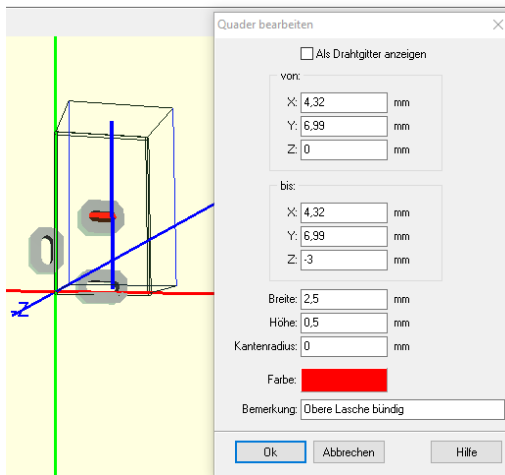 Quader bearbeiten
Als Drahtgitter anzeigen
von:
X: 4,32 mm
Y: 6,99 mm
Z: 0 mm
bis:
X: 4,32 mm
Y: 6,99 mm
Z: -3 mm
Breite: 2,5 mm
Höhe: 0,5 mm
Kantenradius: 0 mm
Farbe:
Bemerkung: Obere Lasche bündig
Ok Abbrechen Hilfe
-Z